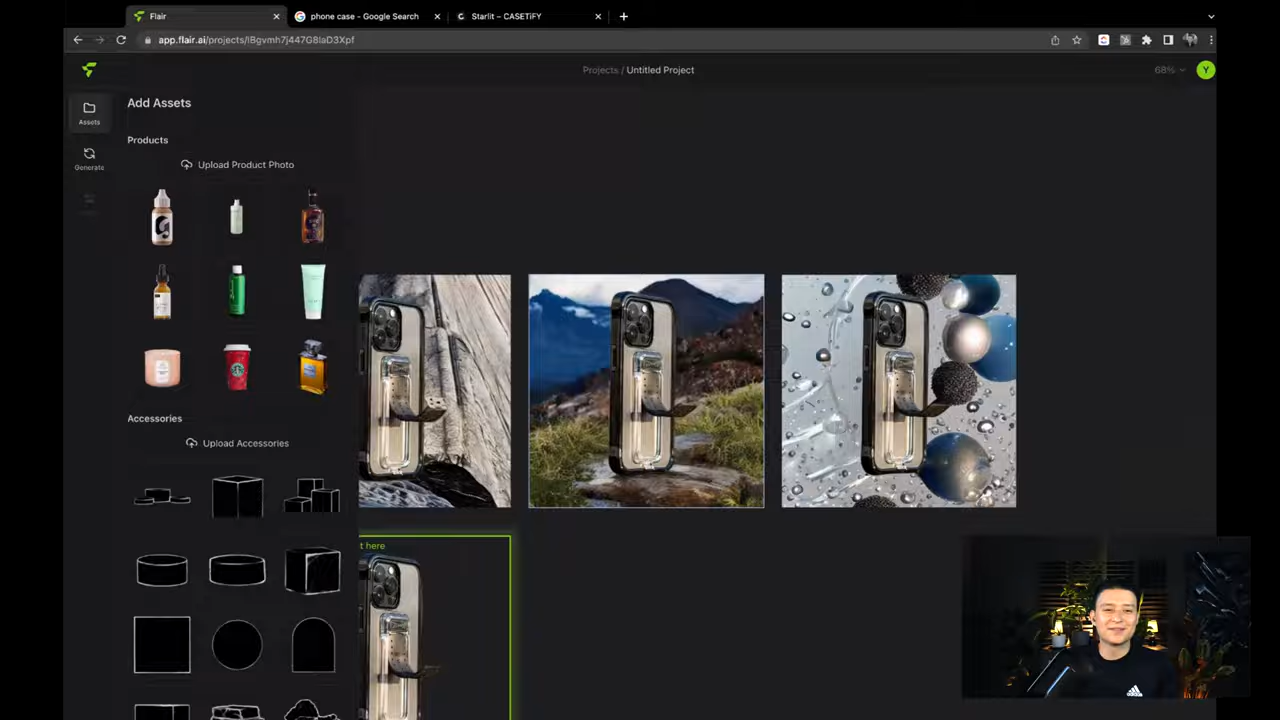 Flair
phone case - Google Search
Starlit – CASETiFY
app.flair.ai/projects/IBgvmh7j447G8IaD3Xpf
Projects / Untitled Project
68%
Y
Assets
Generate
Add Assets
Products
Upload Product Photo
Accessories
Upload Accessories
t here